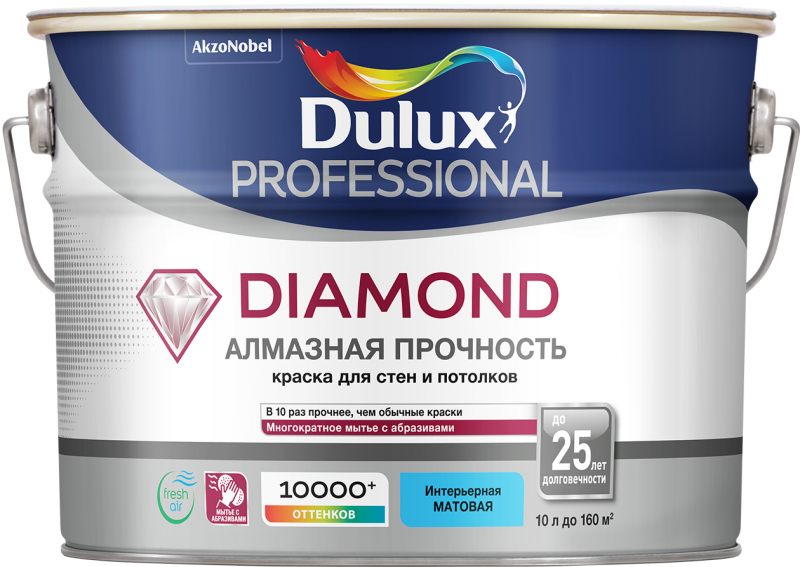 AkzoNobel
Dulux
PROFESSIONAL
DIAMOND
АЛМАЗНАЯ ПРОЧНОСТЬ
краска для стен и потолков
В 10 раз прочнее, чем обычные краски
Многократное мытье с абразивами
до
25 лет
долговечности
fresh
air
МЫТЬЕ С
АБРАЗИВАМИ
10000+
ОТТЕНКОВ
Интерьерная
МАТОВАЯ
10 л до 160 м²